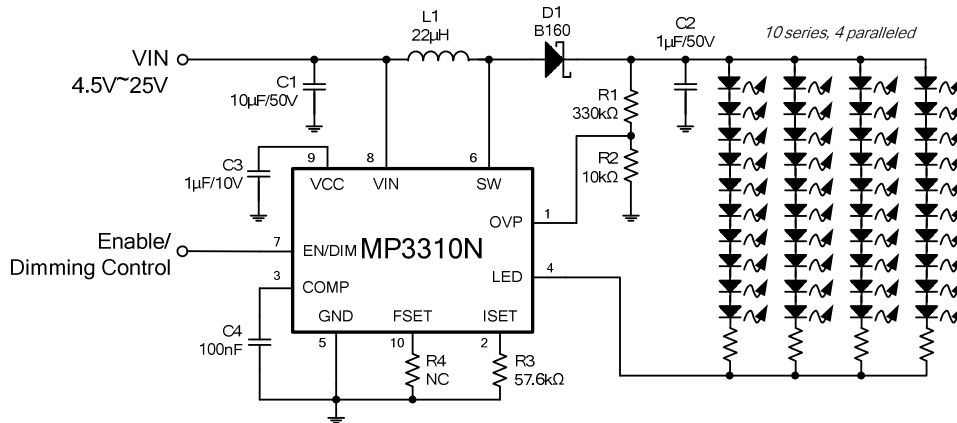 L1
22μH
D1
B160
C2
1μF/50V
10 series, 4 paralleled
VIN
4.5V~25V
C1
10μF/50V
R1
330kΩ
R2
10kΩ
C3
1μF/10V
9
8
6
VCC
VIN
SW
OVP
1
Enable/
Dimming Control
7
EN/DIM
MP3310N
3
COMP
LED
4
GND
FSET
ISET
5
10
2
C4
100nF
R4
NC
R3
57.6kΩ